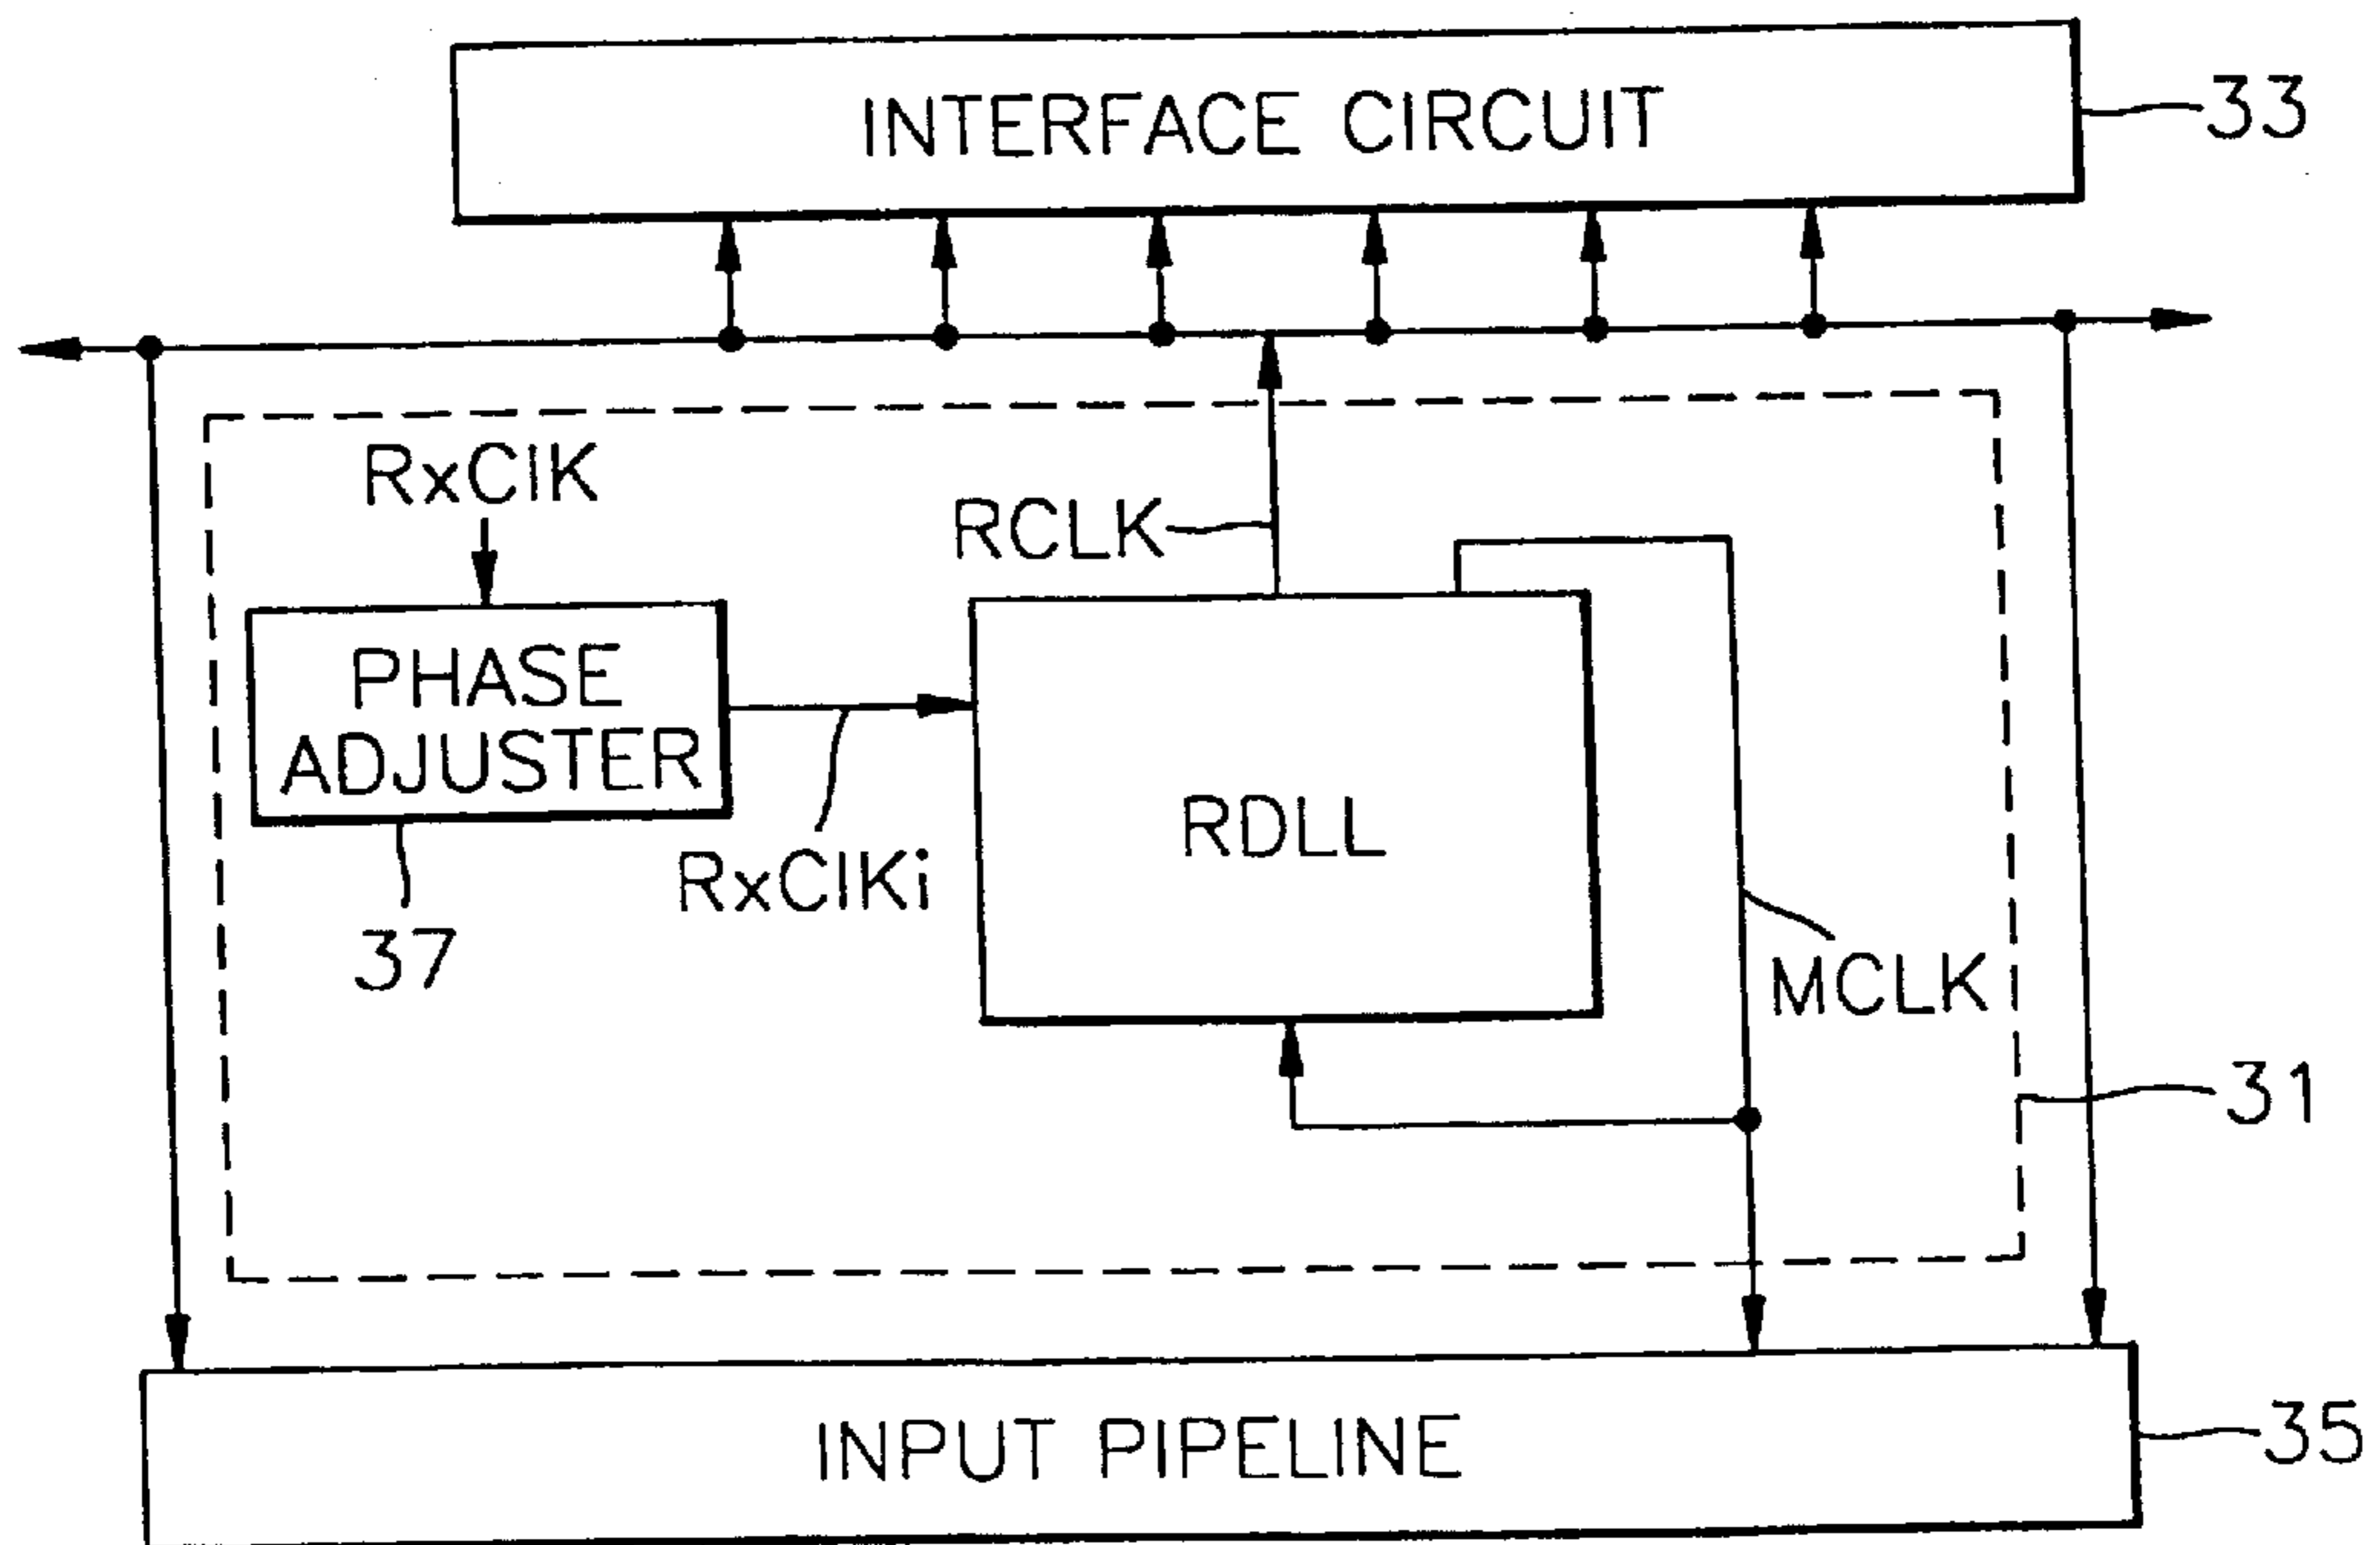 INTERFACE CIRCUIT
33
RxClK
RCLK
PHASE
ADJUSTER
RxClKi
37
RDLL
MCLK
31
INPUT PIPELINE
35